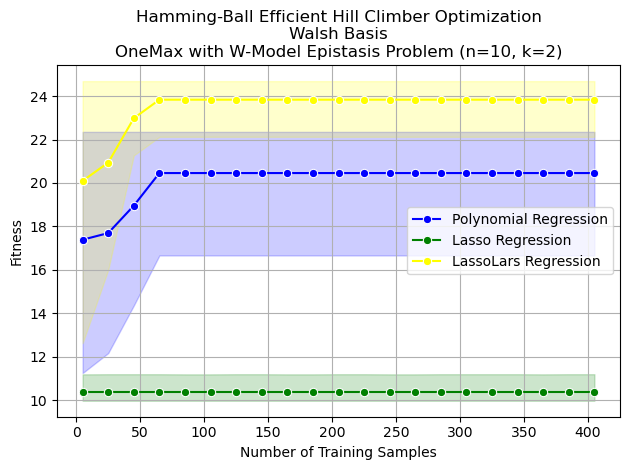 Hamming-Ball Efficient Hill Climber Optimization
Walsh Basis
OneMax with W-Model Epistasis Problem (n=10, k=2)
Fitness
24
22
20
18
16
14
12
10
Polynomial Regression
Lasso Regression
LassoLars Regression
0 50 100 150 200 250 300 350 400
Number of Training Samples